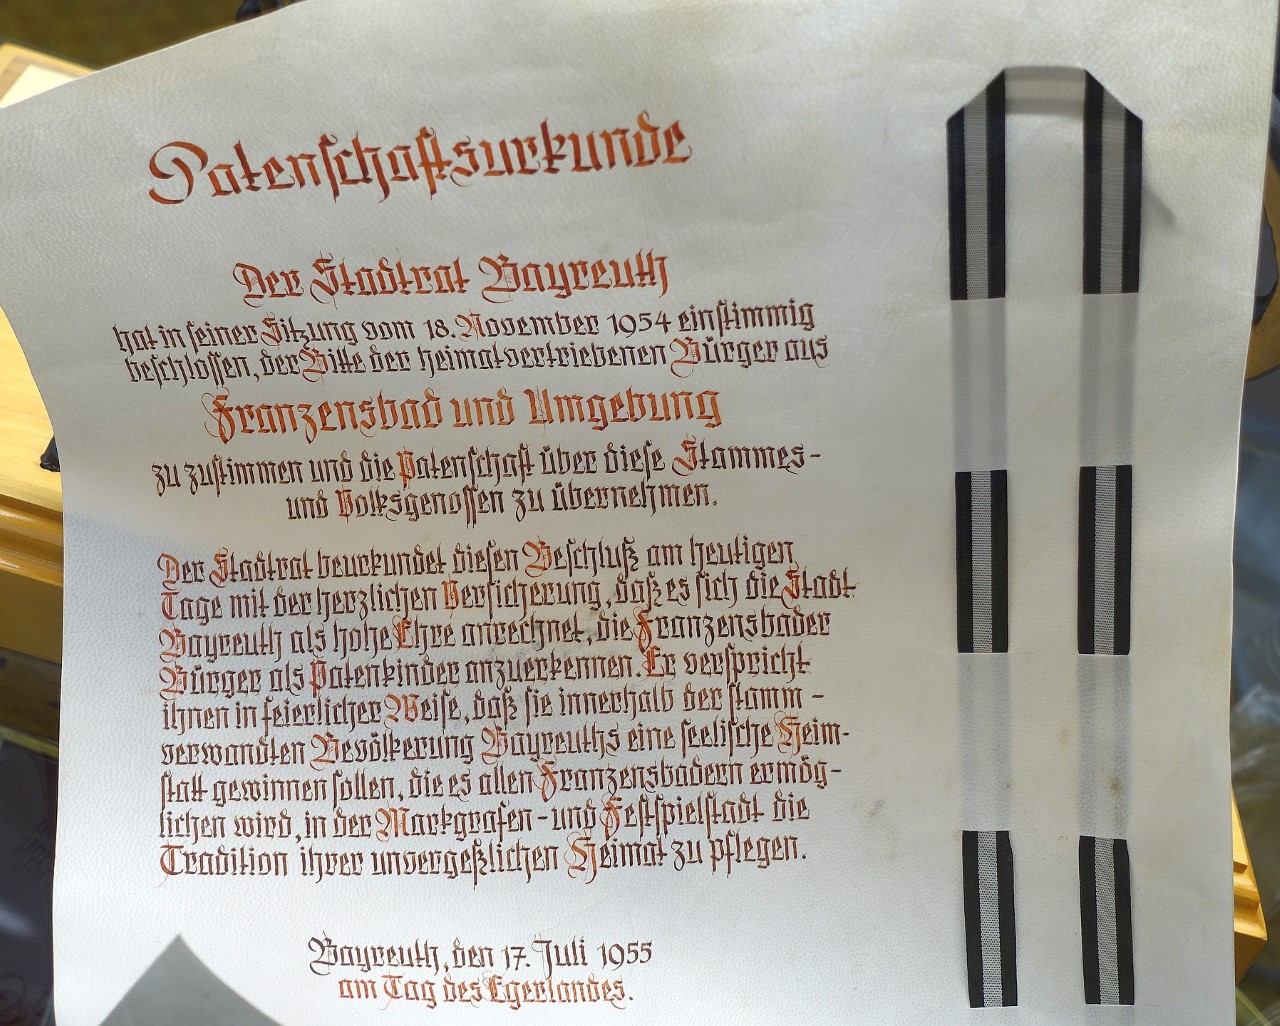 Patenschaftsurkunde
Der Stadtrat Bayreuth
hat in seiner Sitzung vom 18. November 1954 einstimmig
beschlossen, der Bitte der heimatvertriebenen Bürger aus
Franzensbad und Umgebung
zu zustimmen und die Patenschaft über diese Stammes-
und Volksgenossen zu übernehmen.
Der Stadtrat beurkundet diesen Beschluß am heutigen
Tage mit der herzlichen Versicherung, daß es sich die Stadt
Bayreuth als hohe Ehre anrechnet, die Franzensbader
Bürger als Patenkinder anzuerkennen. Er verspricht
ihnen in feierlicher Weise, daß sie innerhalb der stamm-
verwandten Bevölkerung Bayreuths eine seelische Heim-
statt gewinnen sollen, die es allen Franzensbadern ermög-
lichen wird, in der Markgrafen- und Festspielstadt die
Tradition ihrer unvergeßlichen Heimat zu pflegen.
Bayreuth, den 17. Juli 1955
am Tag des Egerlandes.